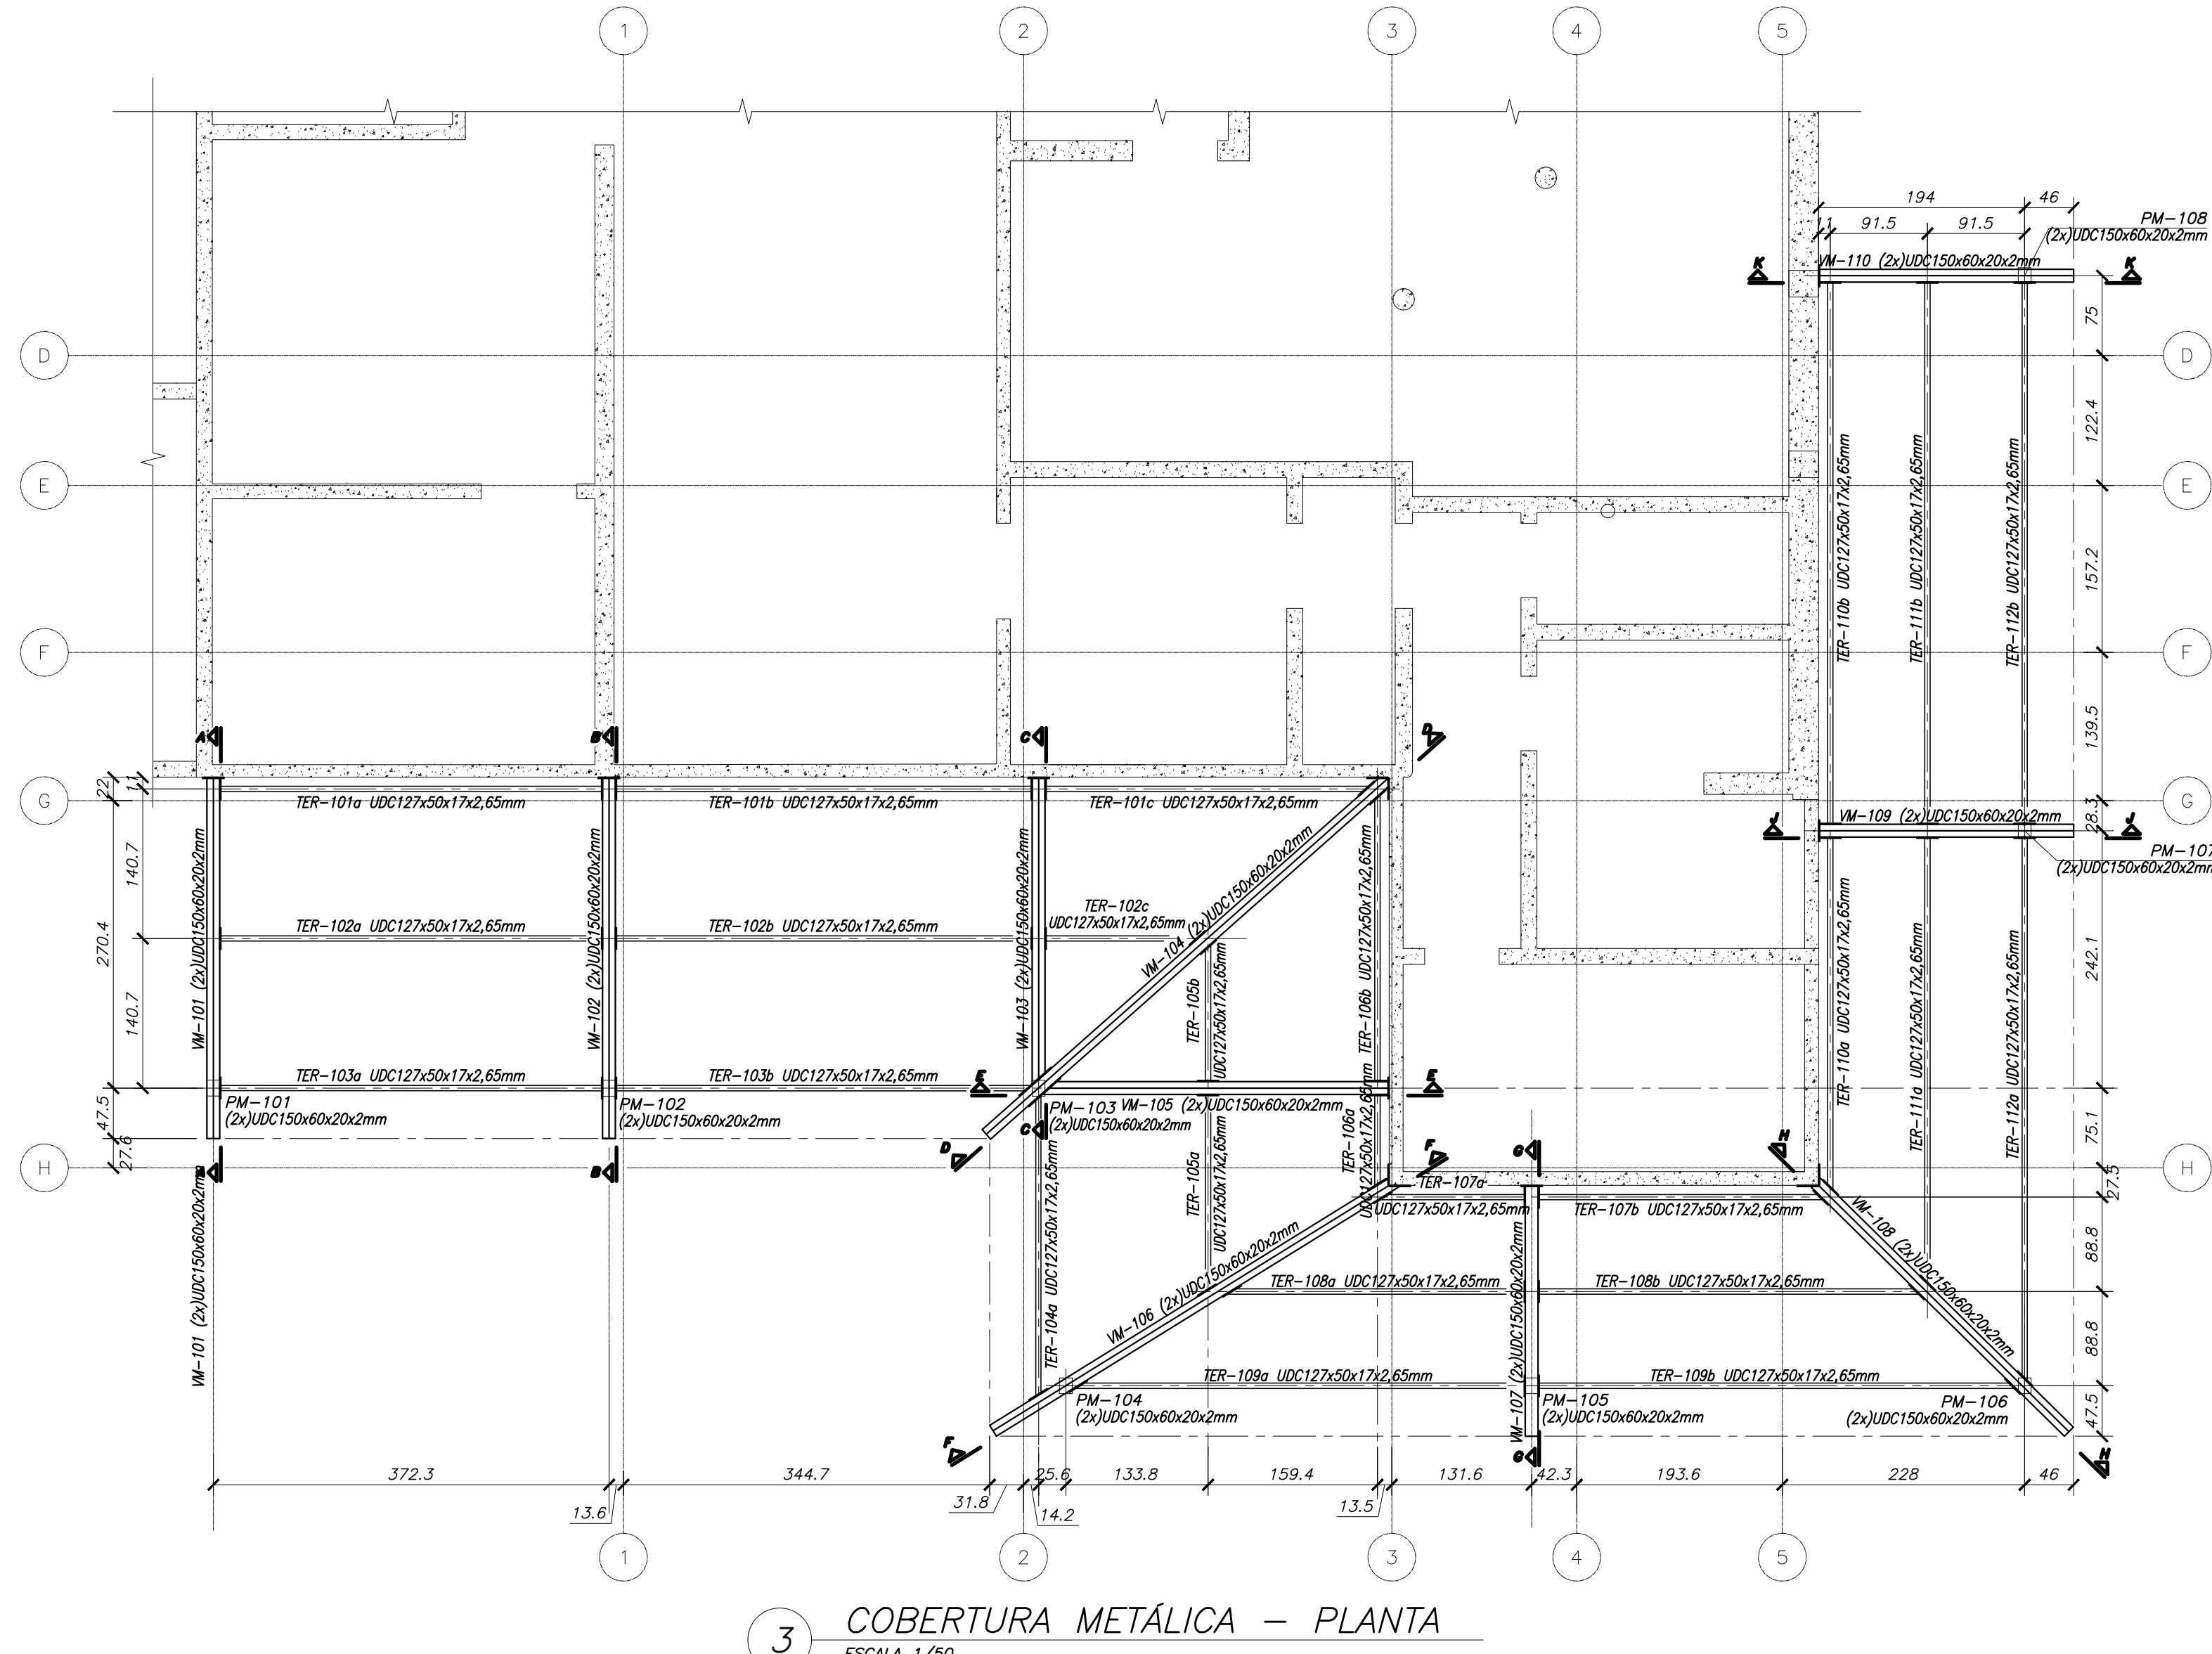 1
2
3
4
5
194
46
11
91.5
91.5
PM-108
(2x)UDC150x60x20x2mm
K
VM-110 (2x)UDC150x60x20x2mm
K
75
D
D
122.4
E
E
157.2
TER-110b UDC127x50x17x2,65mm
TER-111b UDC127x50x17x2,65mm
TER-112b UDC127x50x17x2,65mm
F
F
139.5
A
B
C
D
22
11
G
G
28.3
TER-101a UDC127x50x17x2,65mm
TER-101b UDC127x50x17x2,65mm
TER-101c UDC127x50x17x2,65mm
J
VM-109 (2x)UDC150x60x20x2mm
J
PM-107
(2x)UDC150x60x20x2mm
270.4
140.7
140.7
VM-101 (2x)UDC150x60x20x2mm
VM-102 (2x)UDC150x60x20x2mm
VM-103 (2x)UDC150x60x20x2mm
VM-104 (2x)UDC150x60x20x2mm
TER-102a UDC127x50x17x2,65mm
TER-102b UDC127x50x17x2,65mm
TER-102c
UDC127x50x17x2,65mm
TER-105b
UDC127x50x17x2,65mm
TER-106b UDC127x50x17x2,65mm
TER-110a UDC127x50x17x2,65mm
TER-111a UDC127x50x17x2,65mm
TER-112a UDC127x50x17x2,65mm
242.1
TER-103a UDC127x50x17x2,65mm
TER-103b UDC127x50x17x2,65mm
E
E
47.5
PM-101
(2x)UDC150x60x20x2mm
PM-102
(2x)UDC150x60x20x2mm
PM-103
(2x)UDC150x60x20x2mm
VM-105 (2x)UDC150x60x20x2mm
75.1
27.6
C
D
F
G
H
H
A
B
H
27.5
VM-101 (2x)UDC150x60x20x2mm
TER-104a UDC127x50x17x2,65mm
TER-105a
UDC127x50x17x2,65mm
TER-106a
UDC127x50x17x2,65mm
TER-107a
UDC127x50x17x2,65mm
TER-107b UDC127x50x17x2,65mm
VM-108 (2x)UDC150x60x20x2mm
88.8
VM-106 (2x)UDC150x60x20x2mm
TER-108a UDC127x50x17x2,65mm
TER-108b UDC127x50x17x2,65mm
VM-107 (2x)UDC150x60x20x2mm
88.8
TER-109a UDC127x50x17x2,65mm
TER-109b UDC127x50x17x2,65mm
PM-104
(2x)UDC150x60x20x2mm
PM-105
(2x)UDC150x60x20x2mm
PM-106
(2x)UDC150x60x20x2mm
47.5
F
G
H
372.3
13.6
344.7
31.8
25.6
14.2
133.8
159.4
13.5
131.6
42.3
193.6
228
46
1
2
3
4
5
3
COBERTURA METÁLICA - PLANTA
ESCALA 1/50